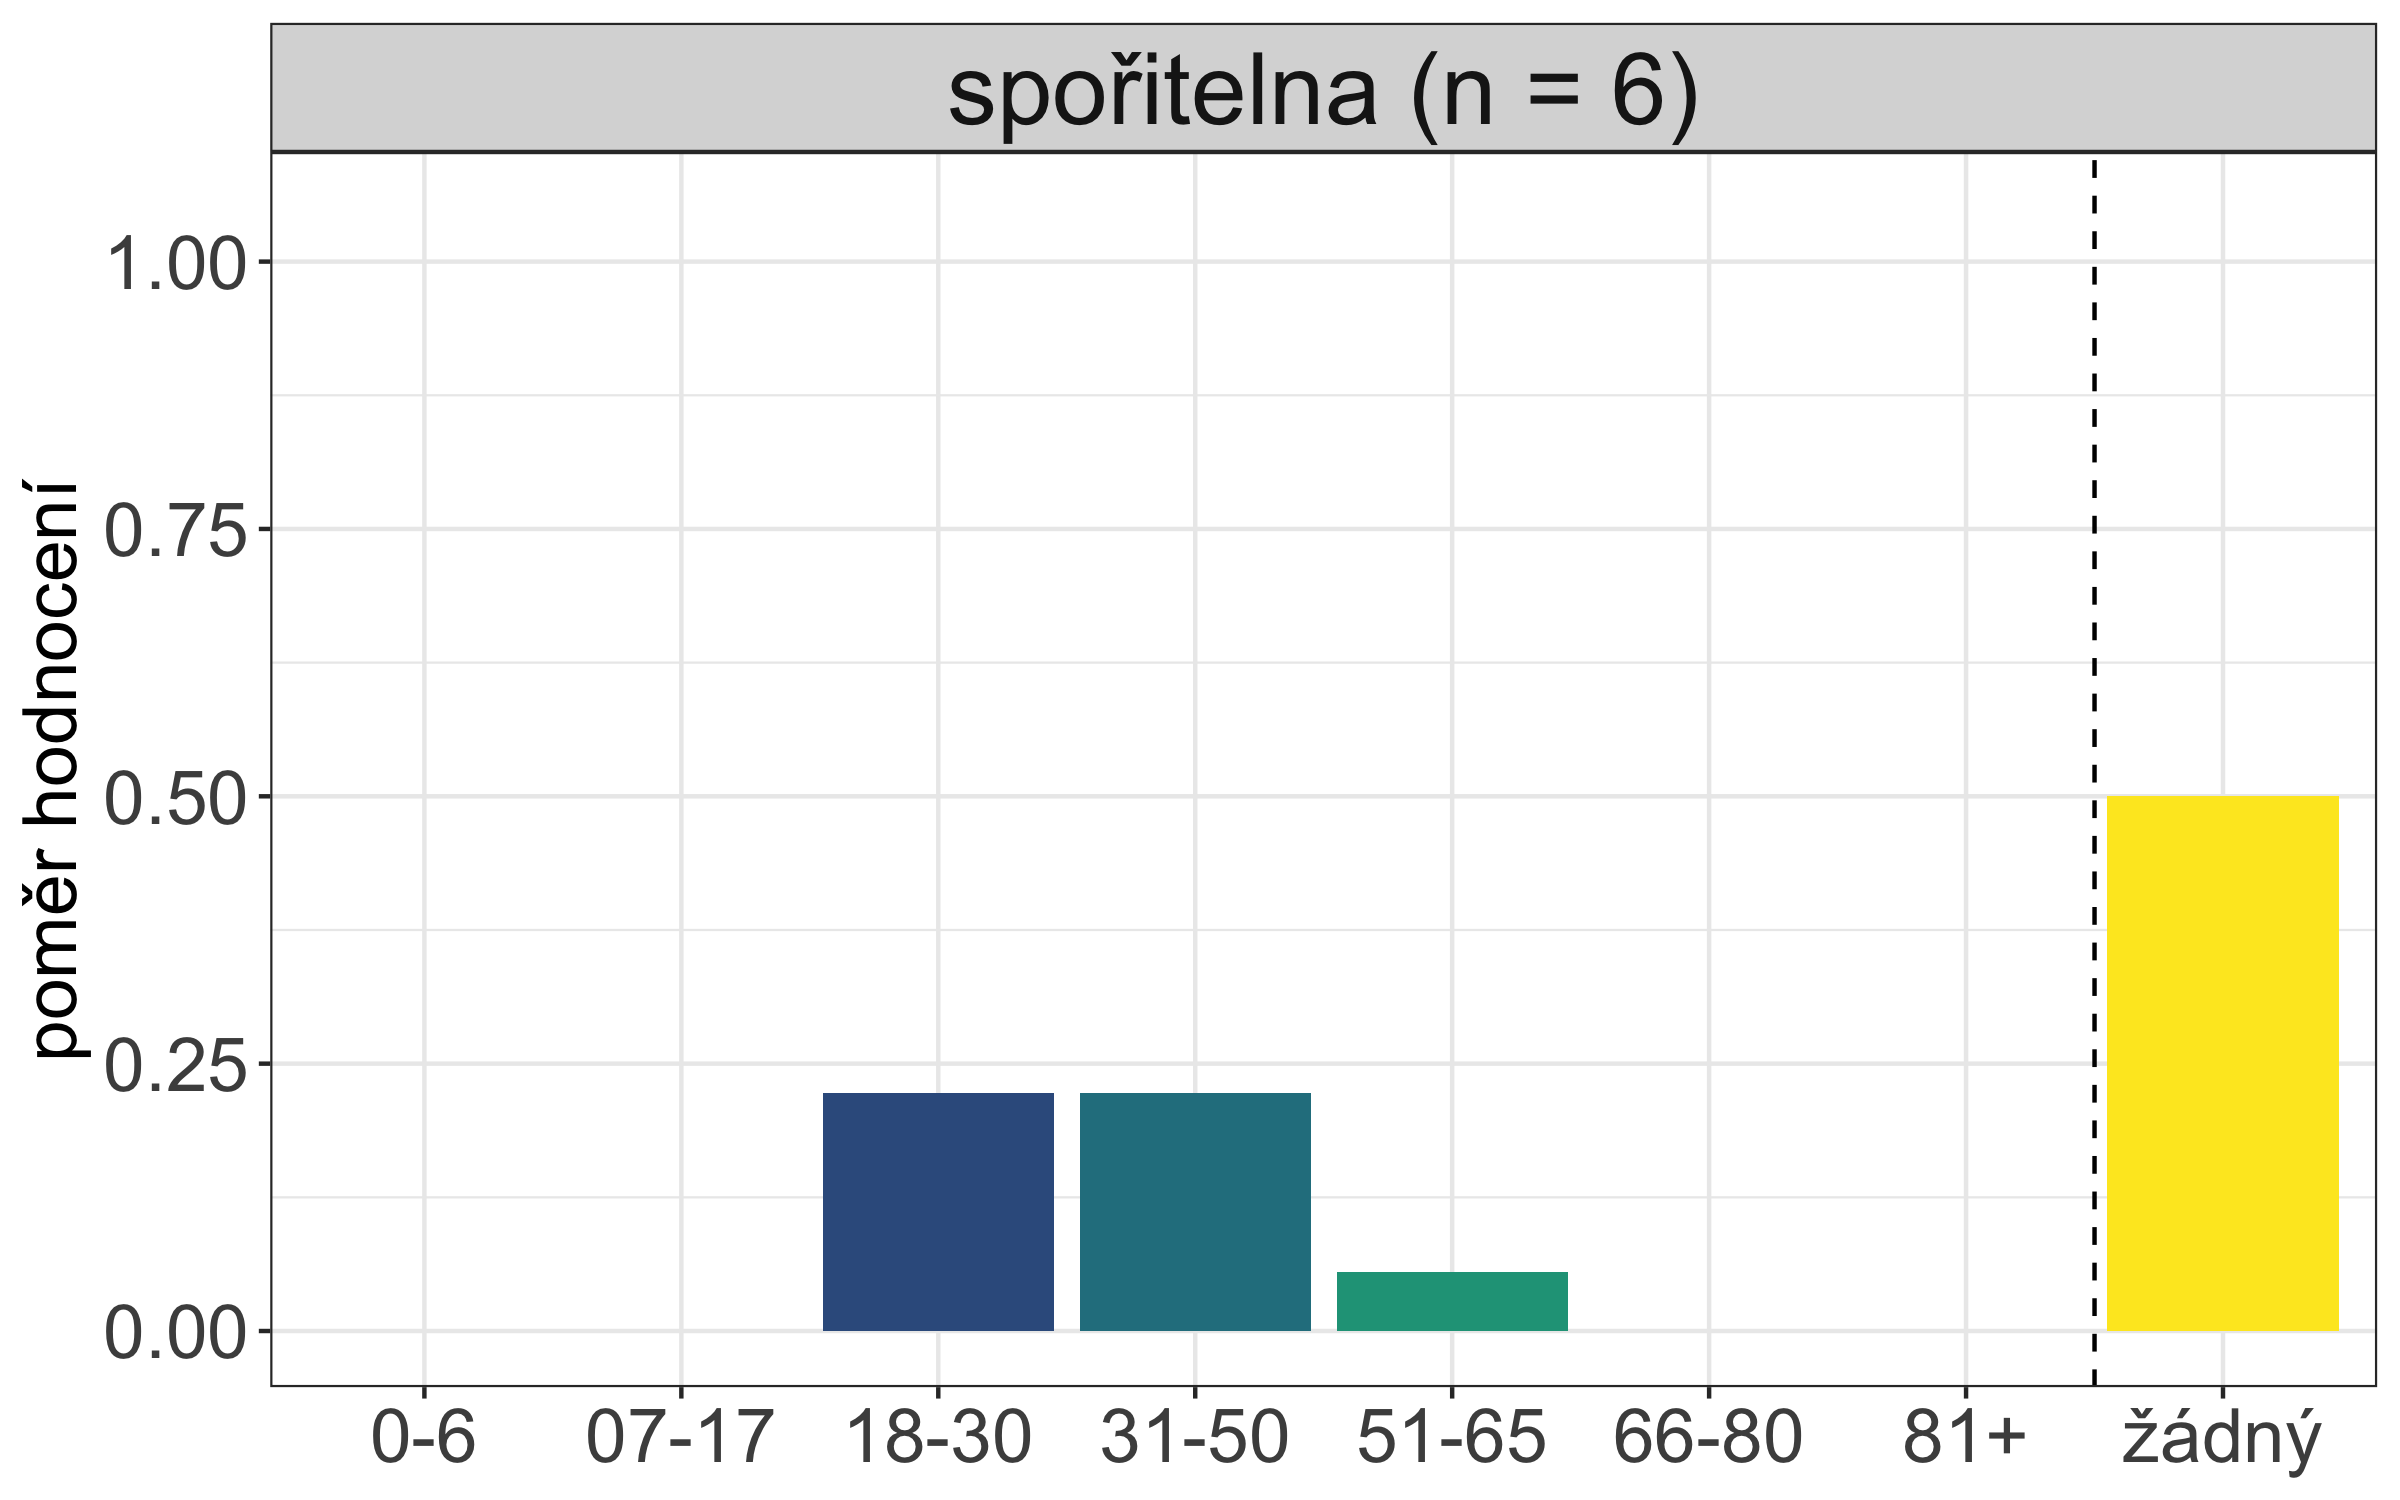 spořitelna (n = 6)
poměr hodnocení
1.00
0.75
0.50
0.25
0.00
0-6 07-17 18-30 31-50 51-65 66-80 81+ žádný